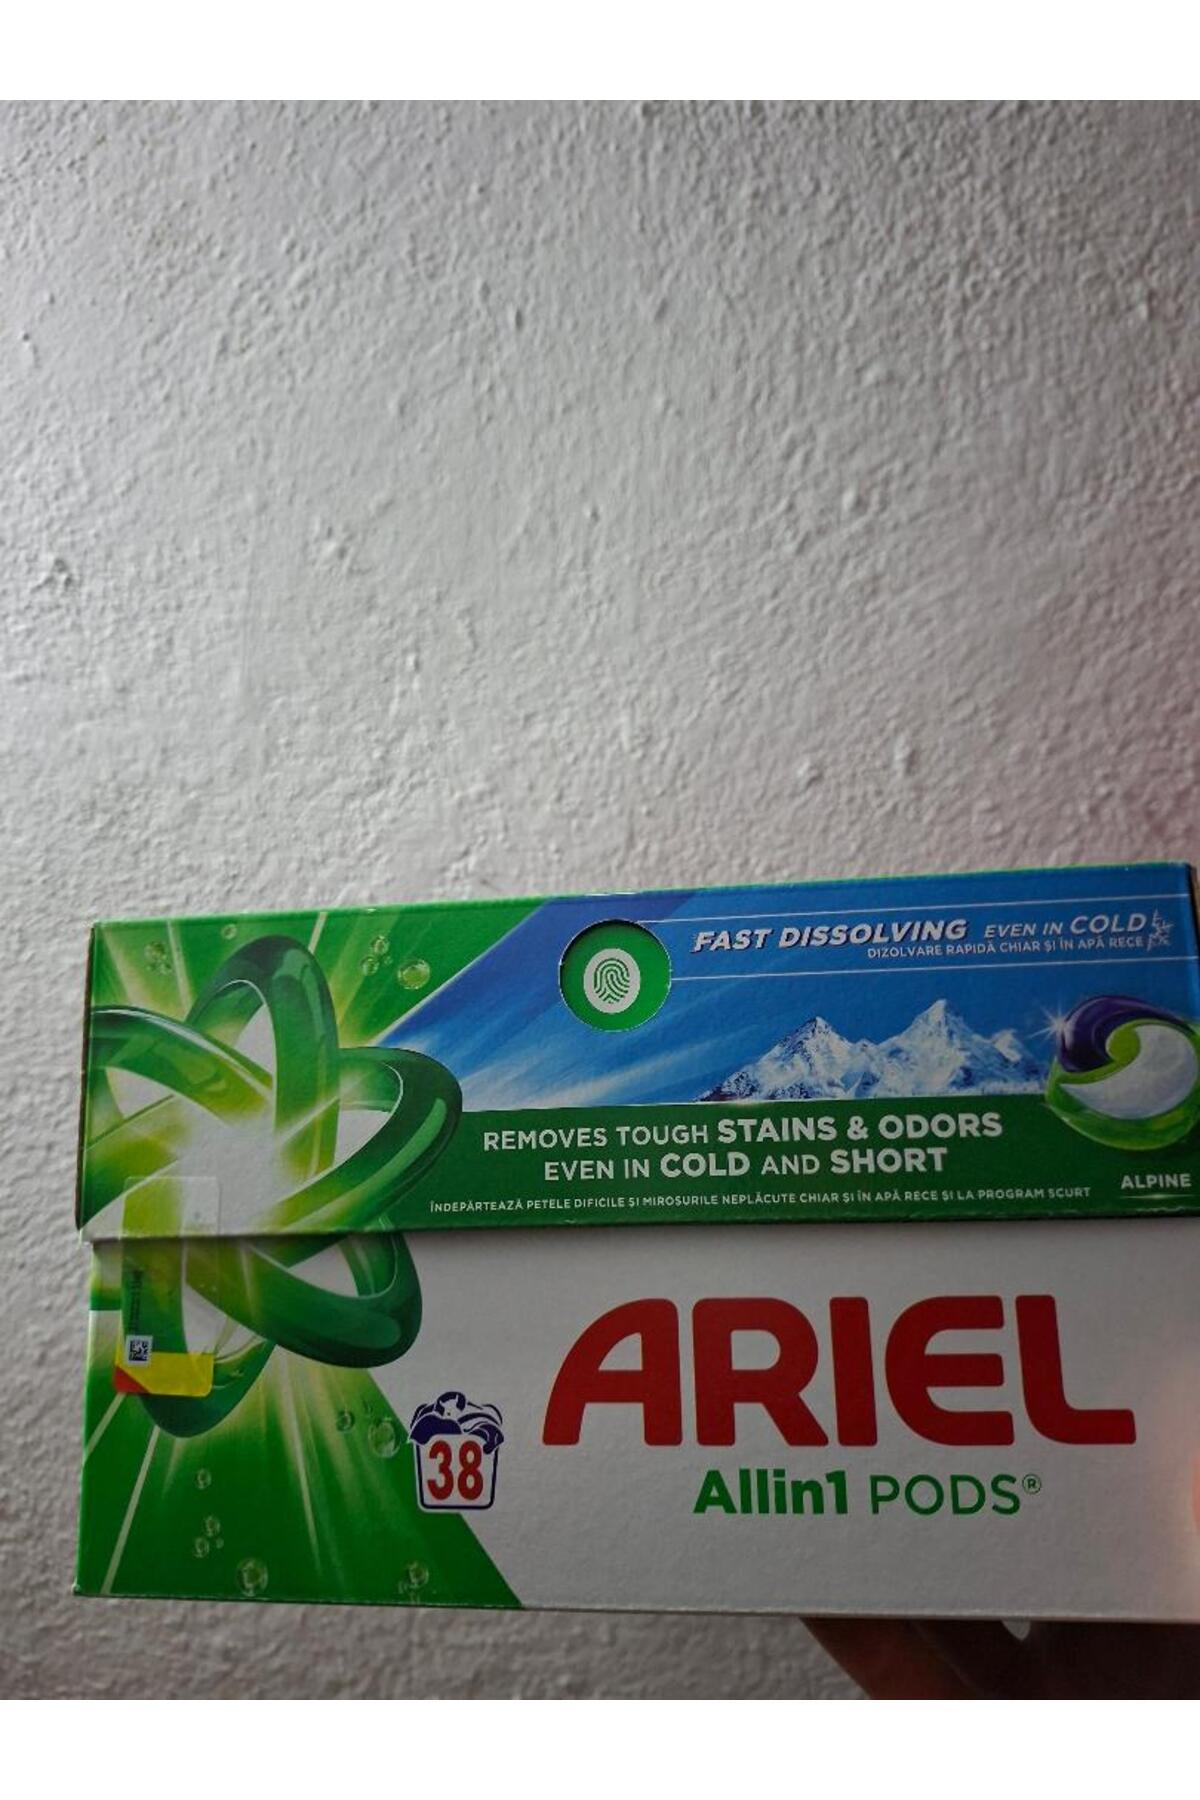 FAST DISSOLVING EVEN IN COLD
DIZOLVARE RAPIDĂ CHIAR ȘI ÎN APĂ RECE
REMOVES TOUGH STAINS & ODORS
EVEN IN COLD AND SHORT
ÎNDEPĂRTEAZĂ PETELE DIFICILE ȘI MIROSURILE NEPLĂCUTE CHIAR ȘI ÎN APĂ RECE ȘI LA PROGRAM SCURT
ALPINE
ARIEL
38
Allin1 PODS®